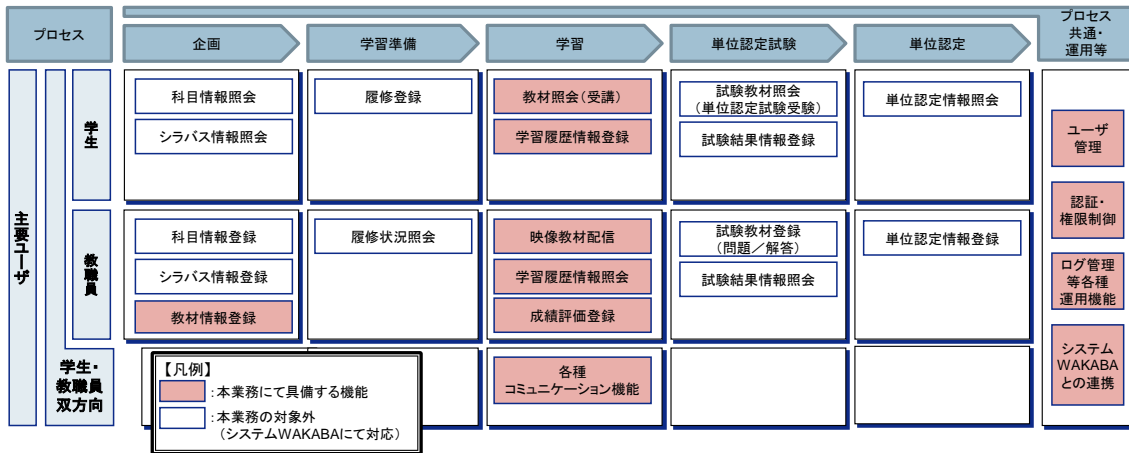 プロセス
企画
学習準備
学習
単位認定試験
単位認定
プロセス
共通・
運用等
主要ユーザ
学生
科目情報照会
シラバス情報照会
履修登録
教材照会(受講)
学習履歴情報登録
試験教材照会
(単位認定試験受験)
試験結果情報登録
単位認定情報照会
教職員
科目情報登録
シラバス情報登録
教材情報登録
履修状況照会
映像教材配信
学習履歴情報照会
成績評価登録
試験教材登録
(問題/解答)
試験結果情報照会
単位認定情報登録
学生・
教職員
双方向
各種
コミュニケーション機能
ユーザ
管理
認証・
権限制御
ログ管理
等各種
運用機能
システム
WAKABA
との連携
【凡例】
:本業務にて具備する機能
:本業務の対象外
(システムWAKABAにて対応)